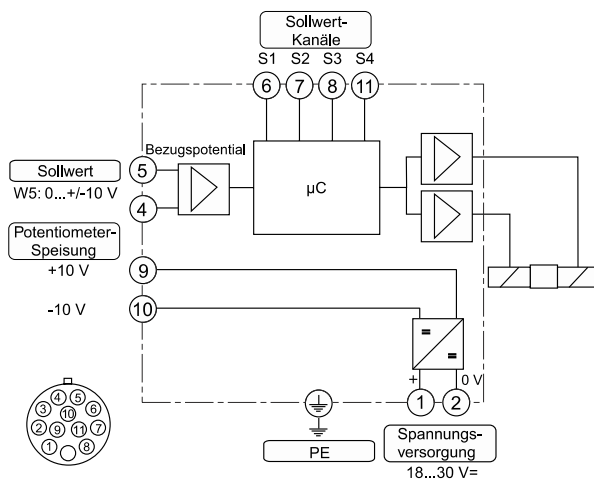 Sollwert-
Kanäle
S1 S2 S3 S4
6 7 8 11
Bezugspotential
5
Sollwert
W5: 0...+/-10 V
4
µC
Potentiometer-
Speisung
+10 V
9
-10 V
10
=
=
+ 0 V
1 2
PE
Spannungs-
versorgung
18...30 V=
4 5
3 10 6
2 9 11 7
1 8